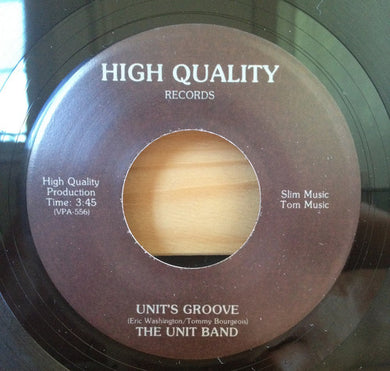 HIGH QUALITY
RECORDS
High Quality
Production
Time: 3:45
(VPA-556)
Slim Music
Tom Music
UNIT'S GROOVE
(Eric Washington/Tommy Bourgeois)
THE UNIT BAND